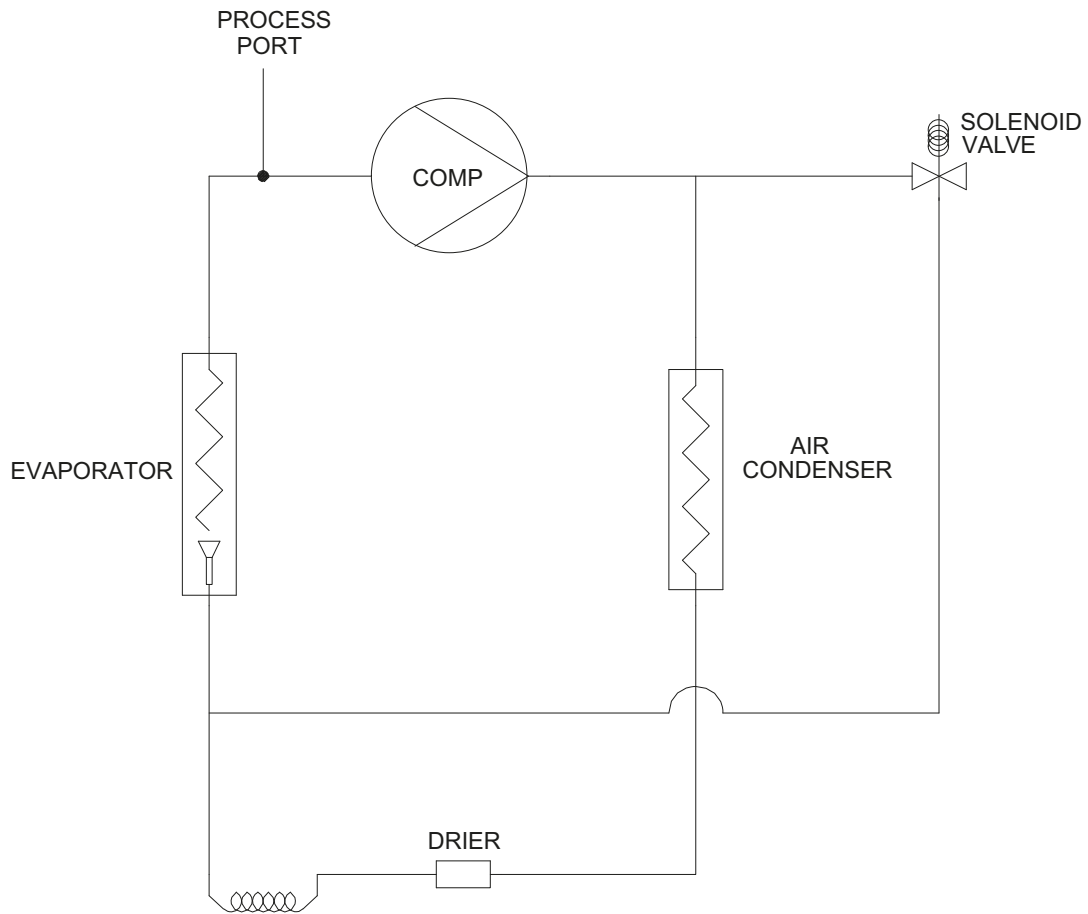 PROCESS
PORT
SOLENOID
VALVE
COMP
EVAPORATOR
AIR
CONDENSER
DRIER